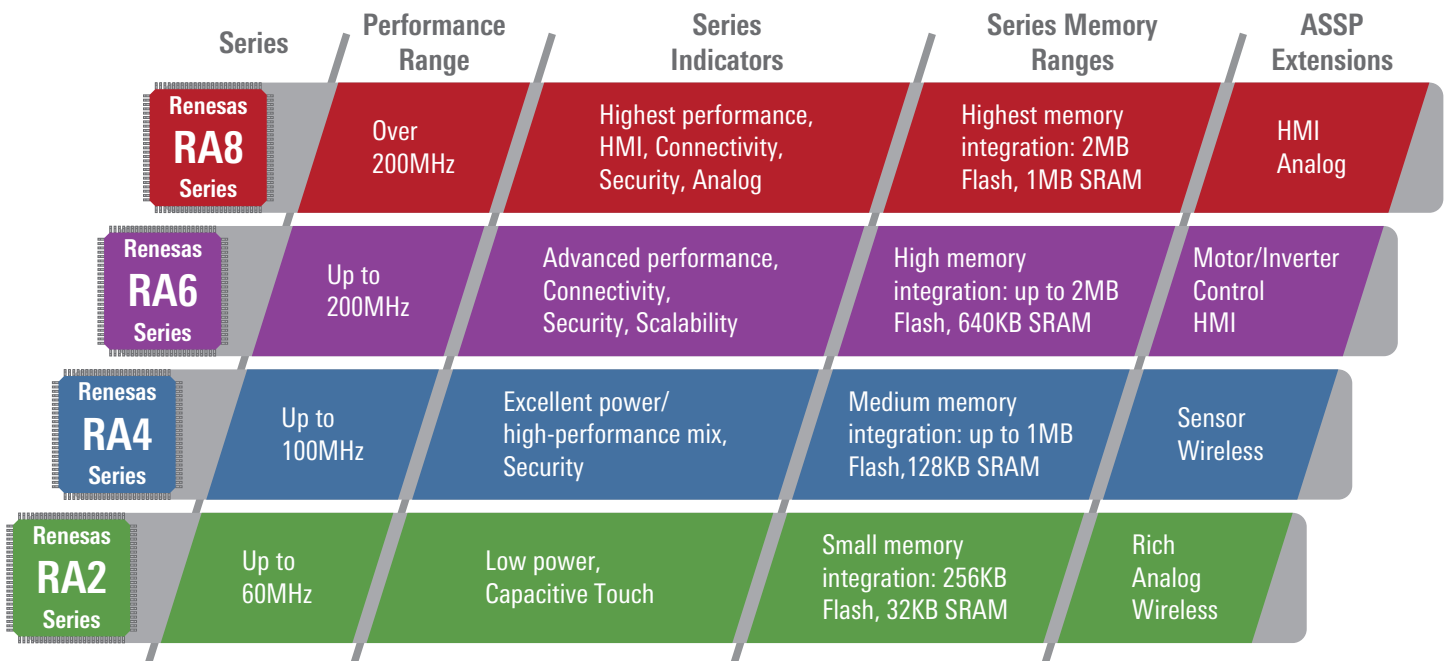 Series
Performance
Range
Series
Indicators
Series Memory
Ranges
ASSP
Extensions
Renesas
RA8
Series
Over
200MHz
Highest performance,
HMI, Connectivity,
Security, Analog
Highest memory
integration: 2MB
Flash, 1MB SRAM
HMI
Analog
Renesas
RA6
Series
Up to
200MHz
Advanced performance,
Connectivity,
Security, Scalability
High memory
integration: up to 2MB
Flash, 640KB SRAM
Motor/Inverter
Control
HMI
Renesas
RA4
Series
Up to
100MHz
Excellent power/
high-performance mix,
Security
Medium memory
integration: up to 1MB
Flash,128KB SRAM
Sensor
Wireless
Renesas
RA2
Series
Up to
60MHz
Low power,
Capacitive Touch
Small memory
integration: 256KB
Flash, 32KB SRAM
Rich
Analog
Wireless